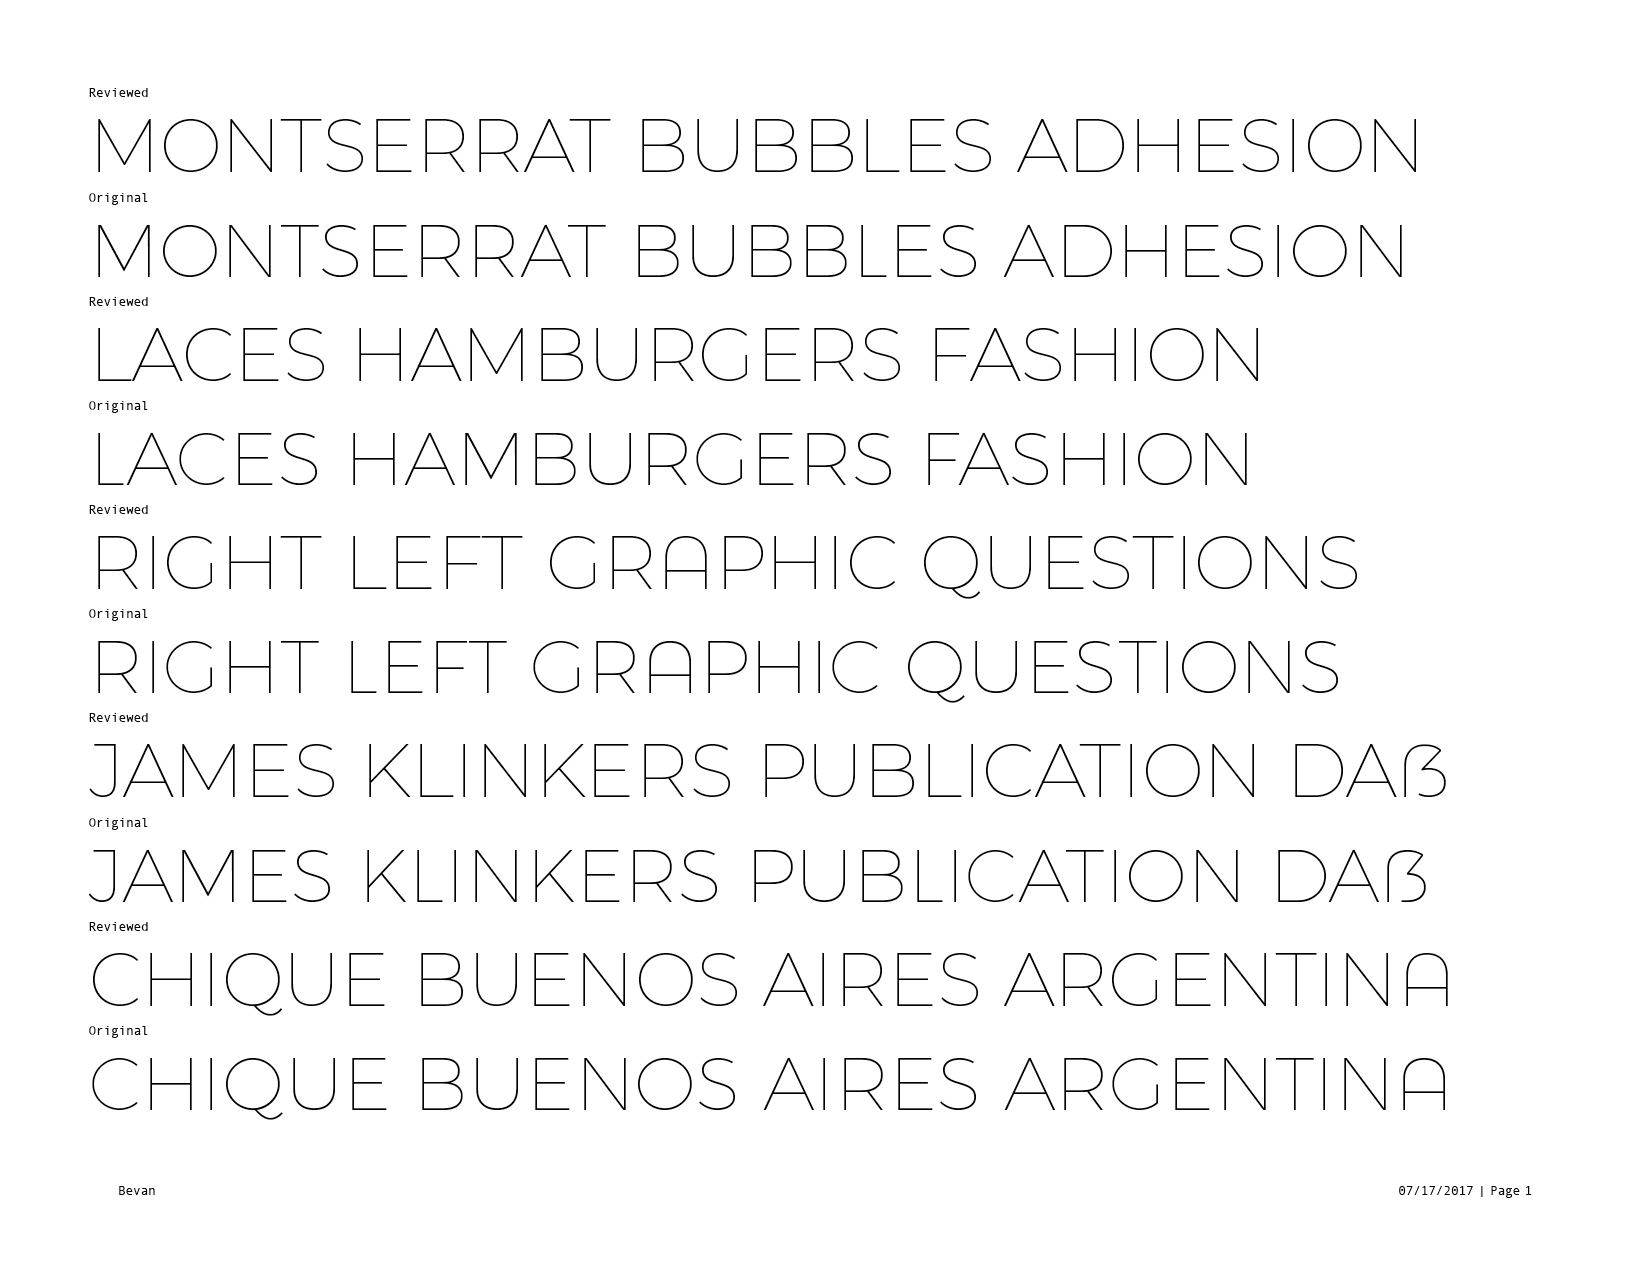 Reviewed
MONTSERRAT BUBBLES ADHESION
Original
MONTSERRAT BUBBLES ADHESION
Reviewed
LACES HAMBURGERS FASHION
Original
LACES HAMBURGERS FASHION
Reviewed
RIGHT LEFT GRAPHIC QUESTIONS
Original
RIGHT LEFT GRAPHIC QUESTIONS
Reviewed
JAMES KLINKERS PUBLICATION DAẞ
Original
JAMES KLINKERS PUBLICATION DAẞ
Reviewed
CHIQUE BUENOS AIRES ARGENTINA
Original
CHIQUE BUENOS AIRES ARGENTINA
Bevan 07/17/2017 | Page 1